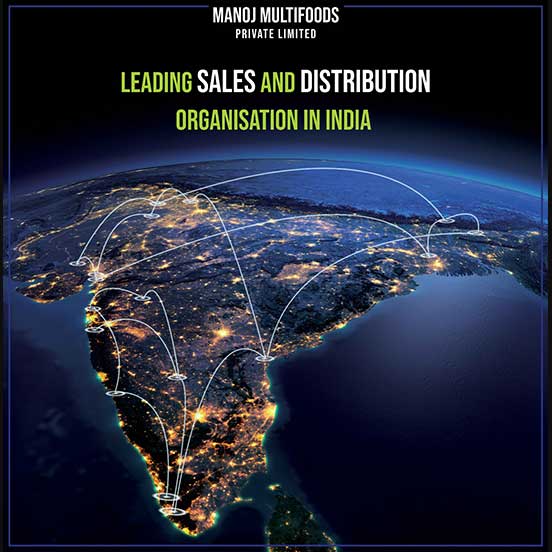 MANOJ MULTIFOODS
PRIVATE LIMITED
LEADING SALES AND DISTRIBUTION
ORGANISATION IN INDIA